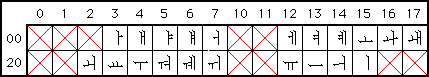 0 1 2 3 4 5 6 7 10 11 12 13 14 15 16 17
00 ㅏ ㅐ ㅑ ㅒ ㅓ ㅔ ㅕ ㅖ ㅗ ㅘ ㅙ
20 ㅚ ㅛ ㅜ ㅝ ㅞ ㅟ ㅠ ㅡ ㅢ ㅣ